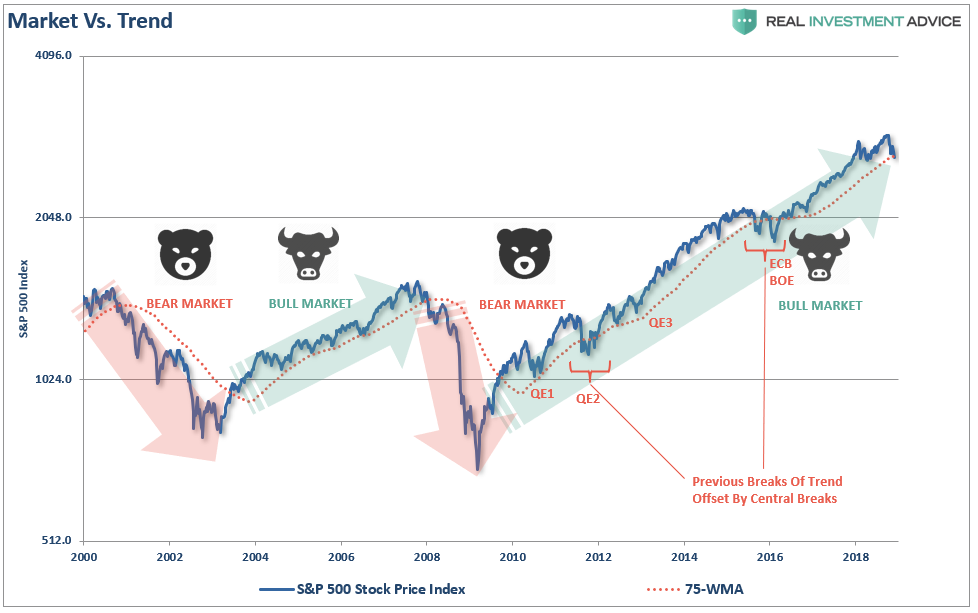 Market Vs. Trend
REAL INVESTMENT ADVICE
4096.0
2048.0
1024.0
512.0
S&P 500 Index
BEAR MARKET
BULL MARKET
BEAR MARKET
QE1
QE2
QE3
ECB
BOE
BULL MARKET
Previous Breaks Of Trend
Offset By Central Breaks
2000 2002 2004 2006 2008 2010 2012 2014 2016 2018
S&P 500 Stock Price Index
75-WMA